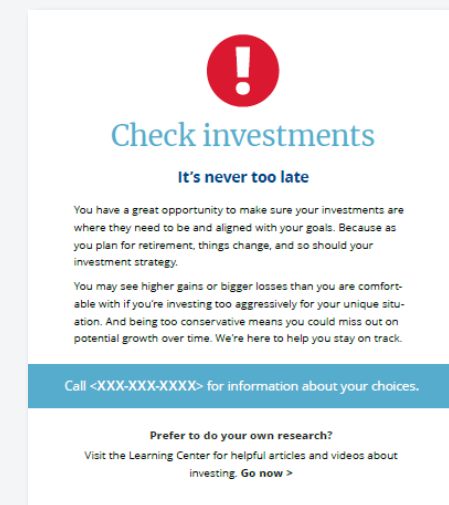 Check investments
It's never too late
You have a great opportunity to make sure your investments are
where they need to be and aligned with your goals. Because as
you plan for retirement, things change, and so should your
investment strategy.
You may see higher gains or bigger losses than you are comfort-
able with if you're investing too aggressively for your unique situ-
ation. And being too conservative means you could miss out on
potential growth over time. We're here to help you stay on track.
Call <XXX-XXX-XXXX> for information about your choices.
Prefer to do your own research?
Visit the Learning Center for helpful articles and videos about
investing. Go now >